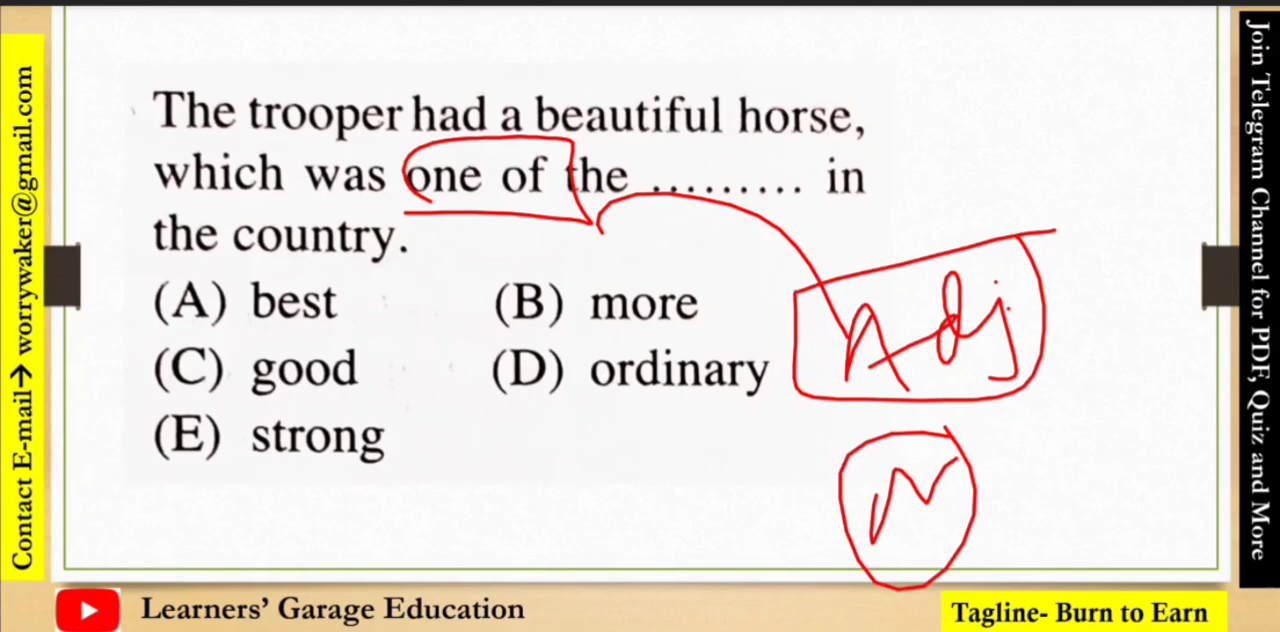 The trooper had a beautiful horse,
which was one of the ......... in
the country.
(A) best
(B) more
(C) good
(D) ordinary
(E) strong
Adj
N
Contact E-mail→ worrywaker@gmail.com
Join Telegram Channel for PDF, Quiz and More
Learners' Garage Education
Tagline- Burn to Earn